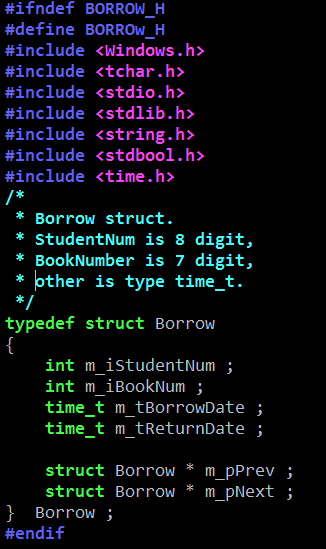 #ifndef BORROW_H
#define BORROw_H
#include <Windows.h>
#include <tchar.h>
#include <stdio.h>
#include <stdlib.h>
#include <string.h>
#include <stdbool.h>
#include <time.h>
/*
 * Borrow struct.
 * StudentNum is 8 digit,
 * BookNumber is 7 digit,
 * other is type time_t.
 */
typedef struct Borrow
{
    int m_iStudentNum ;
    int m_iBookNum ;
    time_t m_tBorrowDate ;
    time_t m_tReturnDate ;

    struct Borrow * m_pPrev ;
    struct Borrow * m_pNext ;
}  Borrow ;
#endif